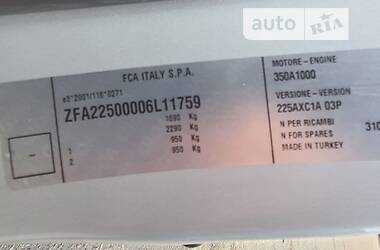 auto RIA
FCA ITALY S.P.A.
e3*2001/116*0271
ZFA22500006L11759
1690 Kg
2290 Kg
1 950 Kg
2 950 Kg
-
MOTORE-ENGINE
350A1000
VERSIONE-VERSION
225AXC1A 03P
N PER RICAMBI
N FOR SPARES
310
MADE IN TURKEY